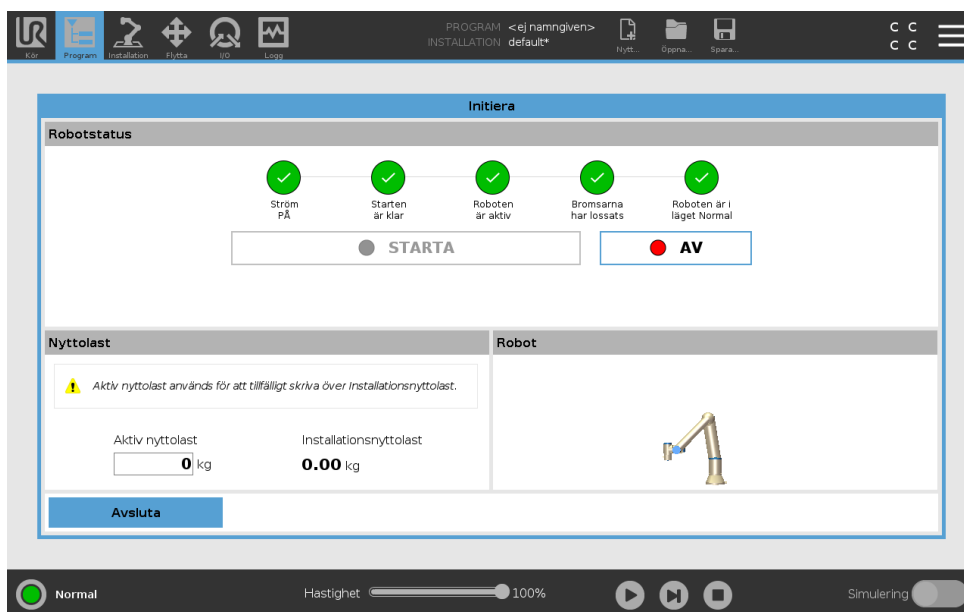 UR
PROGRAM <ej namngiven>
INSTALLATION default*
Kör Program Installation Flytta I/O Logg
Nytt... Öppna... Spara...
C C
C C
Initiera
Robotstatus
Ström PÅ
Starten är klar
Roboten är aktiv
Bromsarna har lossats
Roboten är i läget Normal
STARTA
AV
Nyttolast
Aktiv nyttolast används för att tillfälligt skriva över Installationsnyttolast.
Aktiv nyttolast
0 kg
Installationsnyttolast
0.00 kg
Robot
Avsluta
Normal
Hastighet 100%
Simulering